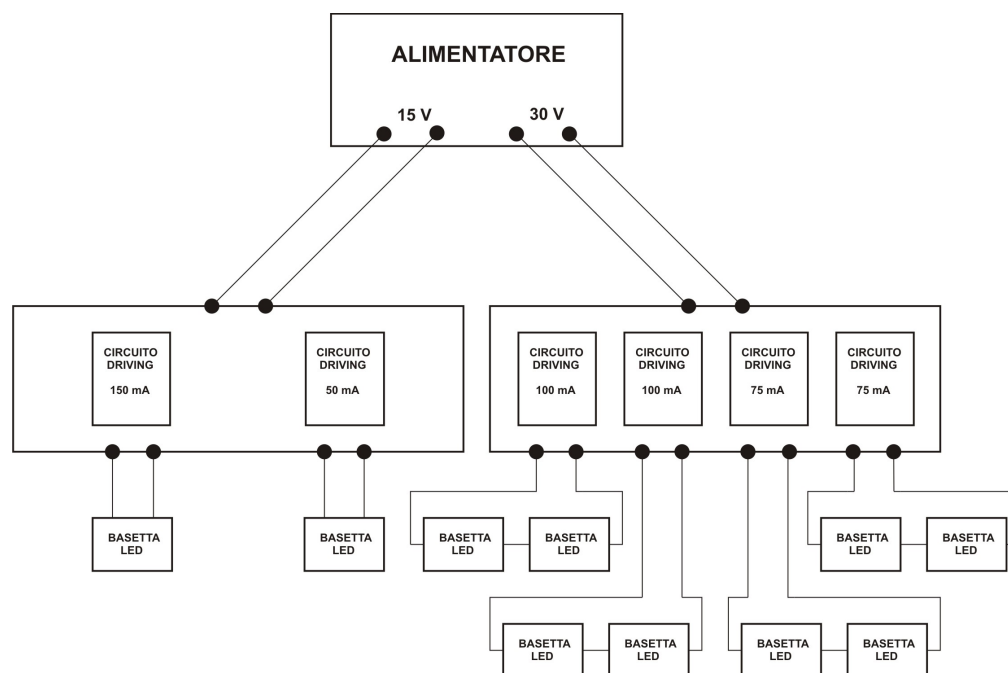 ALIMENTATORE
15 V
30 V
CIRCUITO
DRIVING
150 mA
CIRCUITO
DRIVING
50 mA
CIRCUITO
DRIVING
100 mA
CIRCUITO
DRIVING
100 mA
CIRCUITO
DRIVING
75 mA
CIRCUITO
DRIVING
75 mA
BASETTA
LED
BASETTA
LED
BASETTA
LED
BASETTA
LED
BASETTA
LED
BASETTA
LED
BASETTA
LED
BASETTA
LED
BASETTA
LED
BASETTA
LED